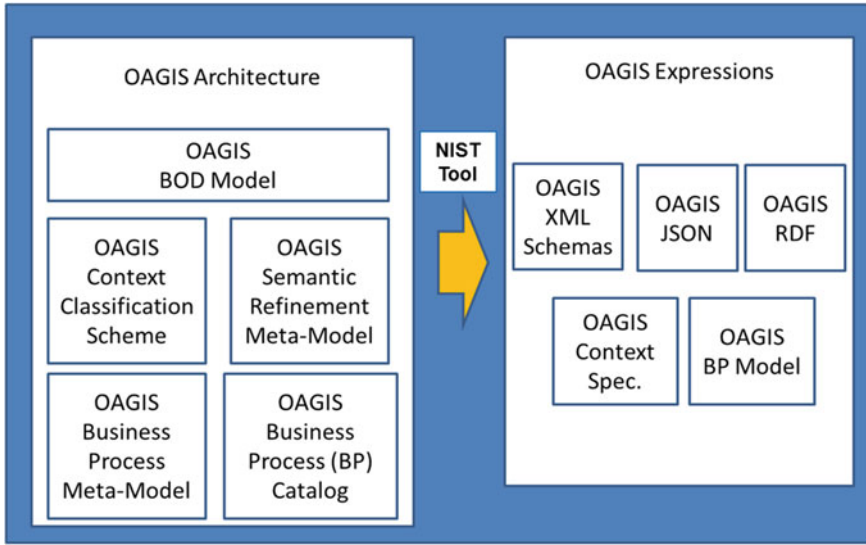 OAGIS Architecture
OAGIS
BOD Model
OAGIS
Context
Classification
Scheme
OAGIS
Semantic
Refinement
Meta-Model
OAGIS
Business
Process
Meta-Model
OAGIS
Business
Process (BP)
Catalog
NIST
Tool
OAGIS Expressions
OAGIS
XML
Schemas
OAGIS
JSON
OAGIS
RDF
OAGIS
Context
Spec.
OAGIS
BP Model